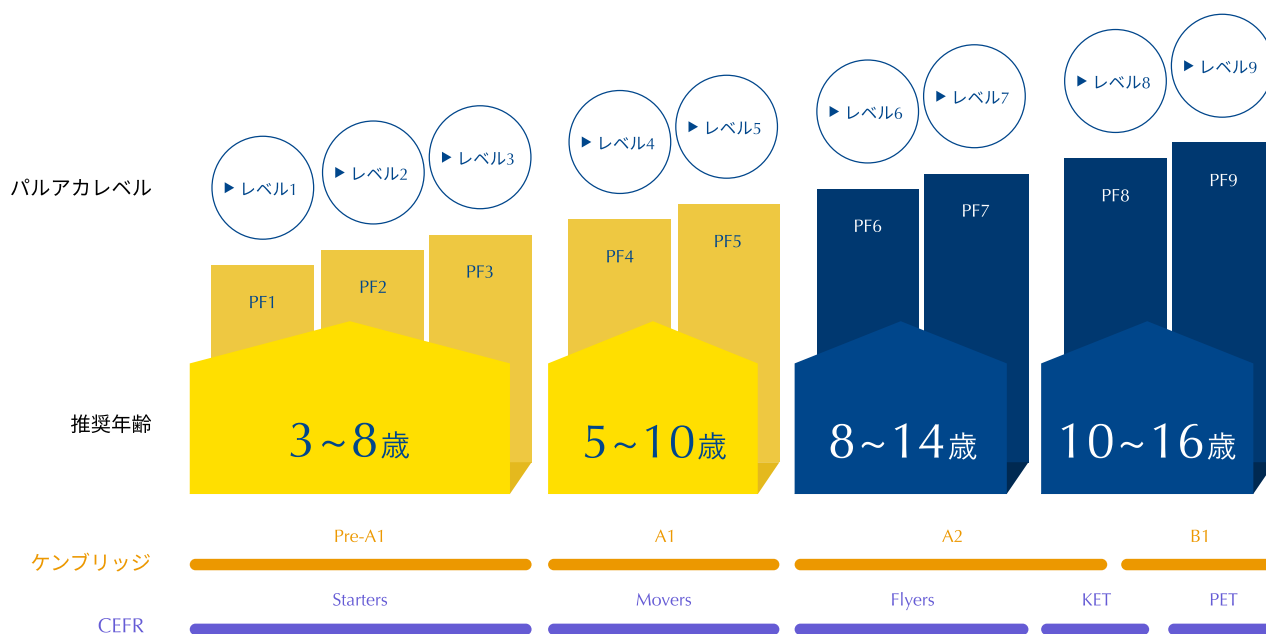 パルアカレベル
▶ レベル1
▶ レベル2
▶ レベル3
▶ レベル4
▶ レベル5
▶ レベル6
▶ レベル7
▶ レベル8
▶ レベル9
PF1
PF2
PF3
PF4
PF5
PF6
PF7
PF8
PF9
推奨年齢
3~8歳
5~10歳
8~14歳
10~16歳
ケンブリッジ
Pre-A1
A1
A2
B1
CEFR
Starters
Movers
Flyers
KET
PET